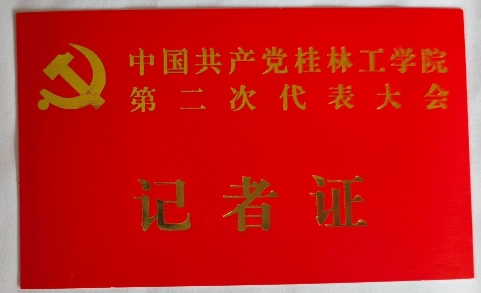 中国共产党桂林工学院
第二次代表大会
记者证